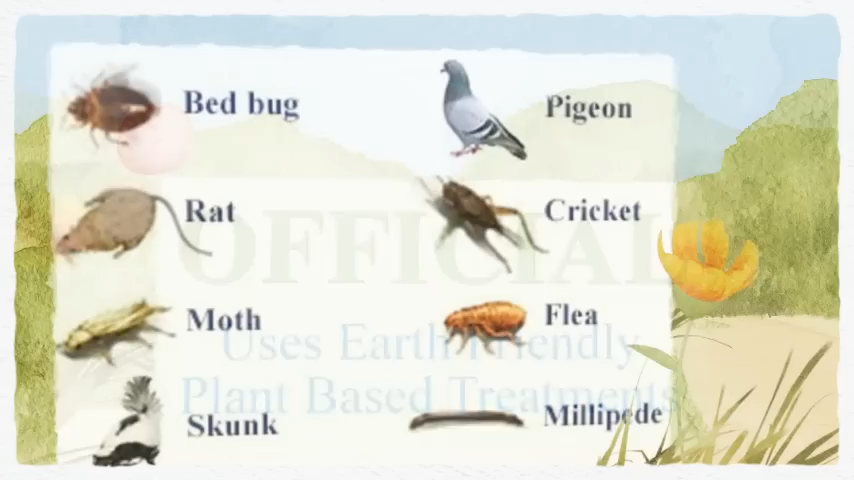 Bed bug
Pigeon
Rat
Cricket
OFFICIAL
Moth
Flea
Uses Earth Friendly
Plant Based Treatments
Skunk
Millipede